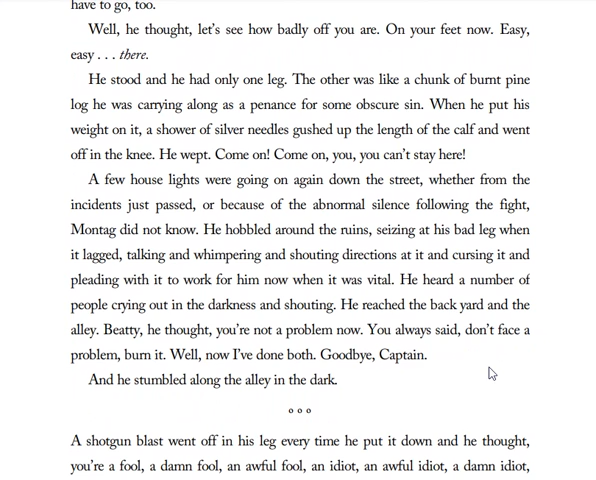 have to go, too.
Well, he thought, let’s see how badly off you are. On your feet now. Easy,
easy . . . there.
He stood and he had only one leg. The other was like a chunk of burnt pine
log he was carrying along as a penance for some obscure sin. When he put his
weight on it, a shower of silver needles gushed up the length of the calf and went
off in the knee. He wept. Come on! Come on, you, you can’t stay here!
A few house lights were going on again down the street, whether from the
incidents just passed, or because of the abnormal silence following the fight,
Montag did not know. He hobbled around the ruins, seizing at his bad leg when
it lagged, talking and whimpering and shouting directions at it and cursing it and
pleading with it to work for him now when it was vital. He heard a number of
people crying out in the darkness and shouting. He reached the back yard and the
alley. Beatty, he thought, you’re not a problem now. You always said, don’t face a
problem, burn it. Well, now I’ve done both. Goodbye, Captain.
And he stumbled along the alley in the dark.
o o o
A shotgun blast went off in his leg every time he put it down and he thought,
you’re a fool, a damn fool, an awful fool, an idiot, an awful idiot, a damn idiot,